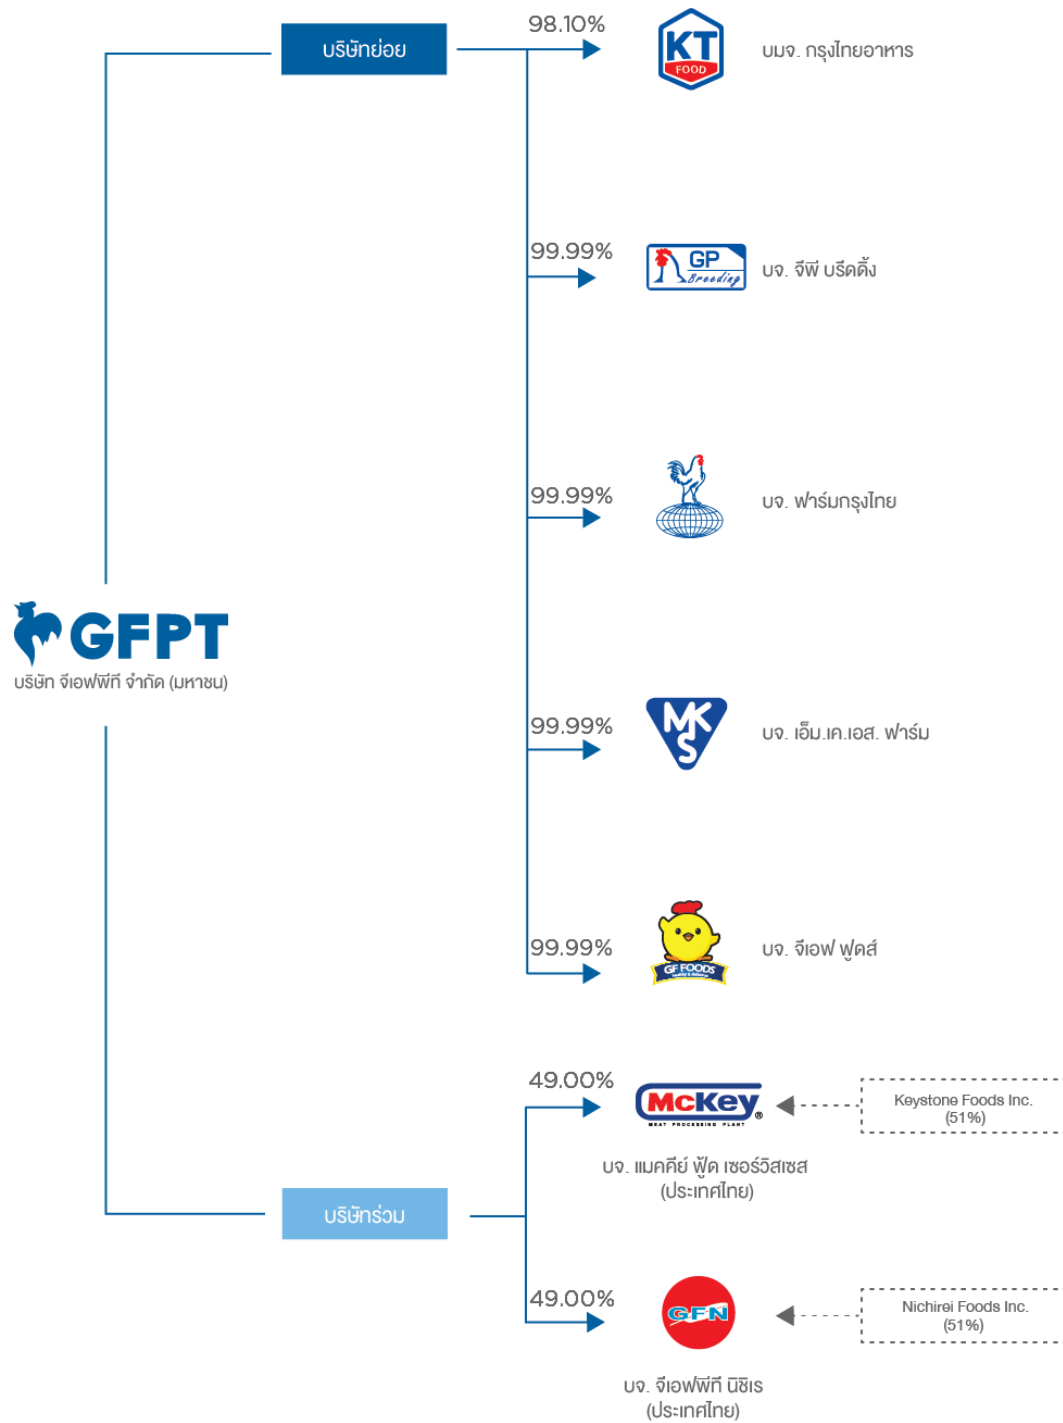 98.10%
บริษัทย่อย
KT
FOOD
บมจ. กรุงไทยอาหาร
99.99%
GP
Breeding
บจ. จีพี บรีดดิ้ง
99.99%
บจ. ฟาร์มกรุงไทย
GFPT
บริษัท จีเอฟพีที จำกัด (มหาชน)
99.99%
MK
S
บจ. เอ็ม.เค.เอส. ฟาร์ม
99.99%
GF FOODS
บจ. จีเอฟ ฟูดส์
49.00%
McKey®
MEAT PROCESSING PLANT
Keystone Foods Inc.
(51%)
บจ. แมคคีย์ ฟู้ด เซอร์วิสเซส
(ประเทศไทย)
บริษัทร่วม
49.00%
GFN
Nichirei Foods Inc.
(51%)
บจ. จีเอฟพีที นิชิเร
(ประเทศไทย)